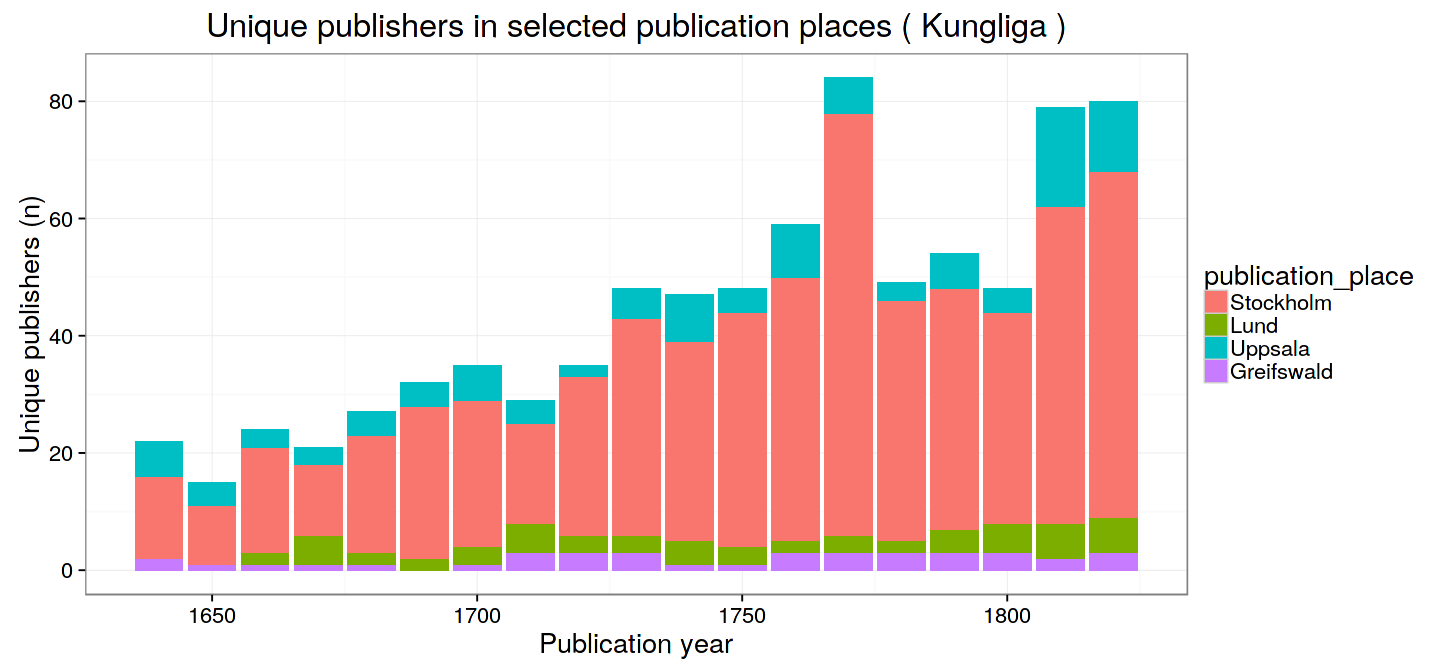 Unique publishers in selected publication places ( Kungliga )
Unique publishers (n)
80
60
40
20
0
1650
1700
1750
1800
Publication year
publication_place
Stockholm
Lund
Uppsala
Greifswald